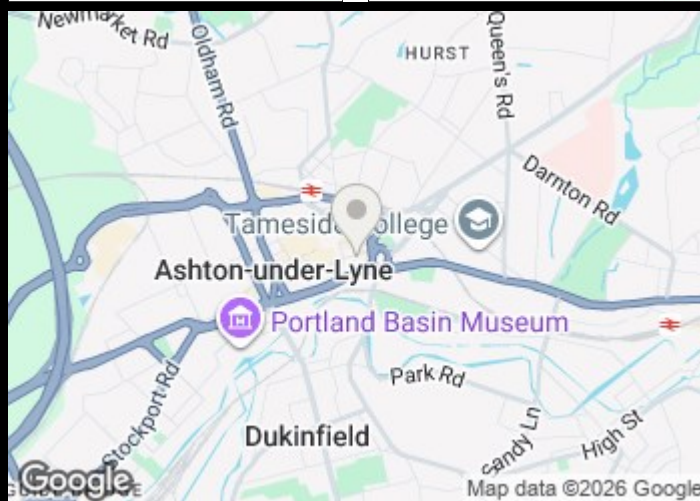 Newmarket Rd
Oldham Rd
HURST
Queen's Rd
Darnton Rd
Tameside College
Ashton-under-Lyne
Portland Basin Museum
Park Rd
Stockport Rd
Dukinfield
Sandy Ln
High St
Google
Map data ©2026 Google